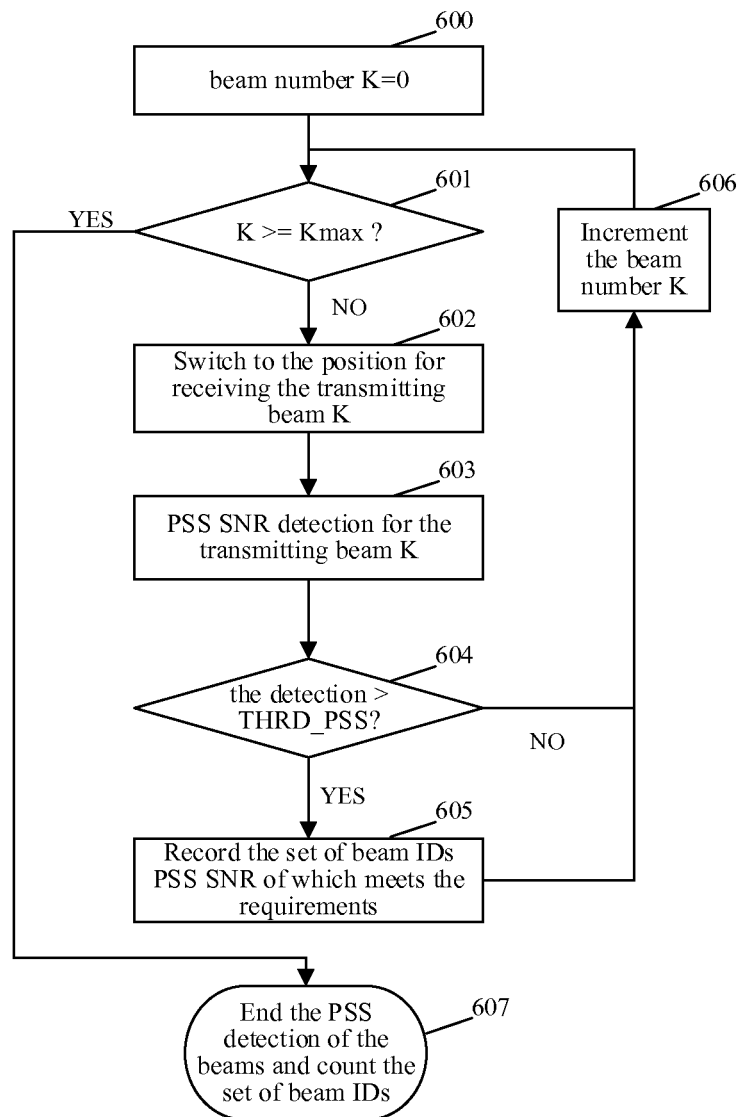 600
beam number K=0
601
606
YES
K >= Kmax ?
Increment
the beam
number K
NO
602
Switch to the position for
receiving the transmitting
beam K
603
PSS SNR detection for the
transmitting beam K
604
the detection >
THRD_PSS?
NO
YES
605
Record the set of beam IDs
PSS SNR of which meets the
requirements
607
End the PSS
detection of the
beams and count the
set of beam IDs